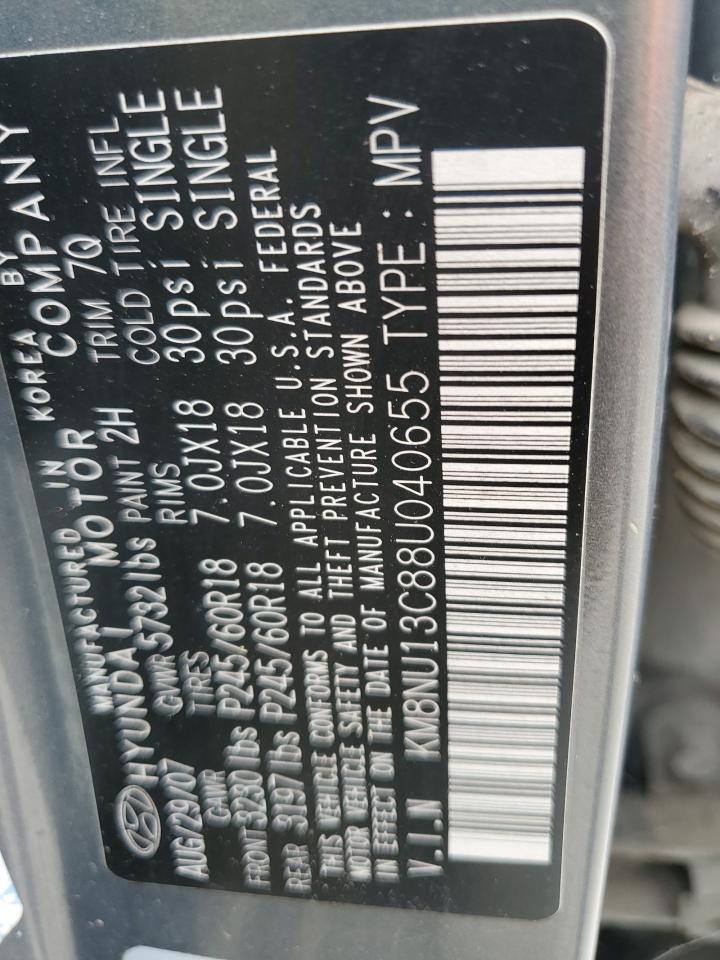 MANUFACTURED IN KOREA BY
HYUNDAI MOTOR COMPANY
AUG/29/07 GVWR 5732lbs PAINT 2H TRIM 7Q
GAWR TIRES RIMS COLD TIRE INFL
FRONT 3230 lbs P245/60R18 7.0JX18 30psi SINGLE
REAR 3197 lbs P245/60R18 7.0JX18 30psi SINGLE
THIS VEHICLE CONFORMS TO ALL APPLICABLE U.S.A. FEDERAL
MOTOR VEHICLE SAFETY AND THEFT PREVENTION STANDARDS
IN EFFECT ON THE DATE OF MANUFACTURE SHOWN ABOVE
V.I.N KM8NU13C88U040655 TYPE : MPV